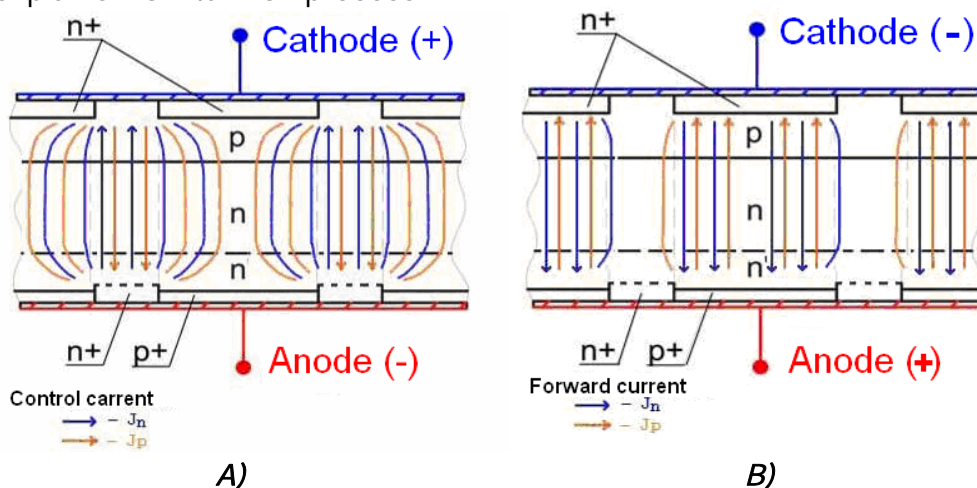 n+
Cathode (+)
p
n
n
n+
p+
Anode (-)
Control carrent
- Jn
- Jp
A)
n+
Cathode (-)
p
n
n
n+
p+
Anode (+)
Forward current
- Jn
- Jp
B)